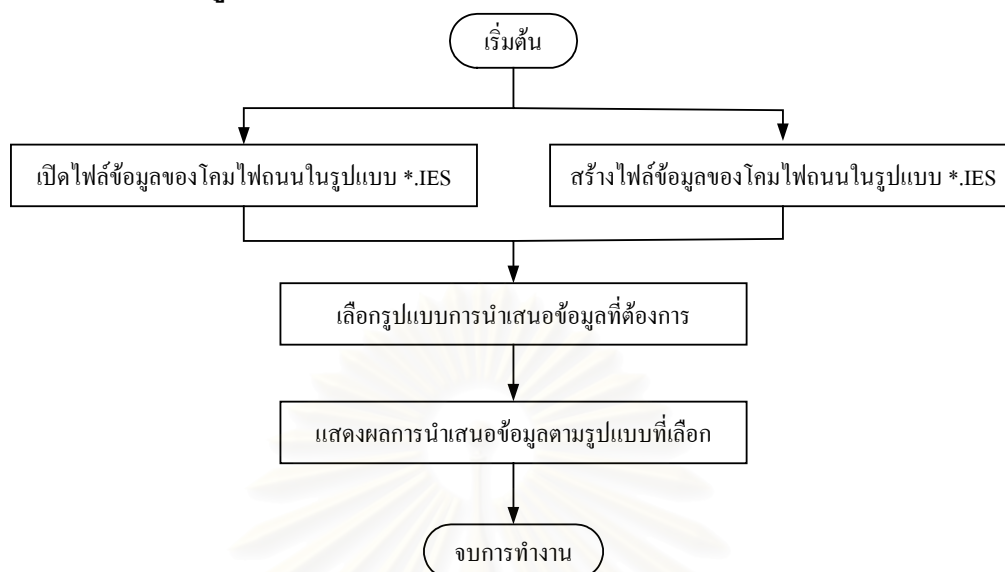 เริ่มต้น
เปิดไฟล์ข้อมูลของโคมไฟถนนในรูปแบบ *.IES
สร้างไฟล์ข้อมูลของโคมไฟถนนในรูปแบบ *.IES
เลือกรูปแบบการนำเสนอข้อมูลที่ต้องการ
แสดงผลการนำเสนอข้อมูลตามรูปแบบที่เลือก
จบการทำงาน